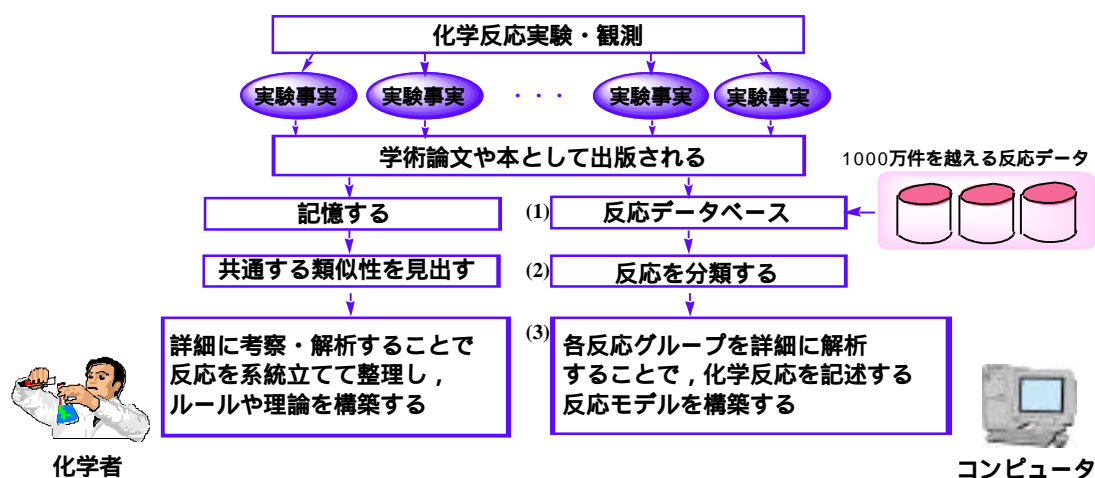 化学反応実験・観測
実験事実 実験事実 ・・・ 実験事実 実験事実
学術論文や本として出版される
1000万件を越える反応データ
記憶する
(1) 反応データベース
共通する類似性を見出す
(2) 反応を分類する
詳細に考察・解析することで
反応を系統立てて整理し，
ルールや理論を構築する
(3) 各反応グループを詳細に解析
することで，化学反応を記述する
反応モデルを構築する
化学者
コンピュータ